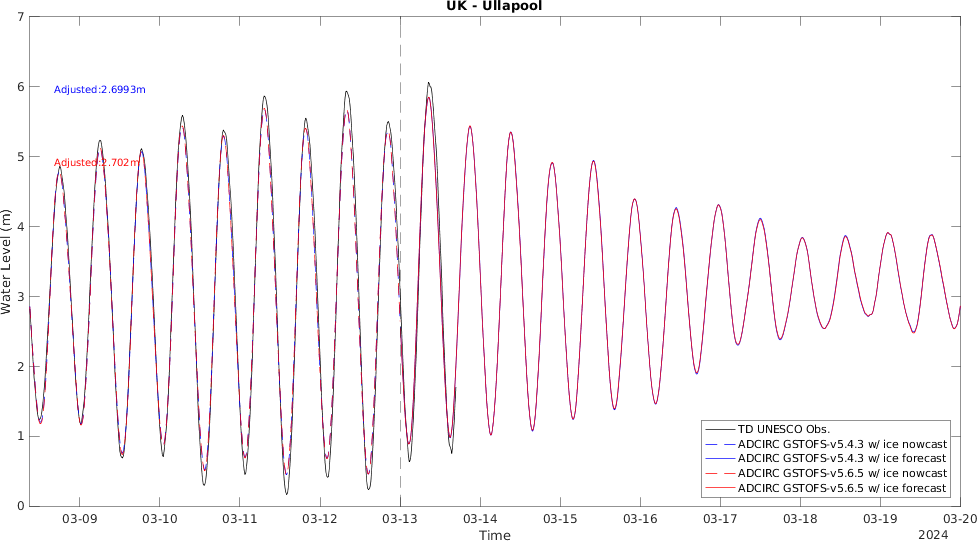 UK - Ullapool
7
6
5
4
3
2
1
0
Water Level (m)
Adjusted:2.6993m
Adjusted:2.702m
TD UNESCO Obs.
ADCIRC GSTOFS-v5.4.3 w/ ice nowcast
ADCIRC GSTOFS-v5.4.3 w/ ice forecast
ADCIRC GSTOFS-v5.6.5 w/ ice nowcast
ADCIRC GSTOFS-v5.6.5 w/ ice forecast
03-09 03-10 03-11 03-12 03-13 03-14 03-15 03-16 03-17 03-18 03-19 03-20
Time
2024